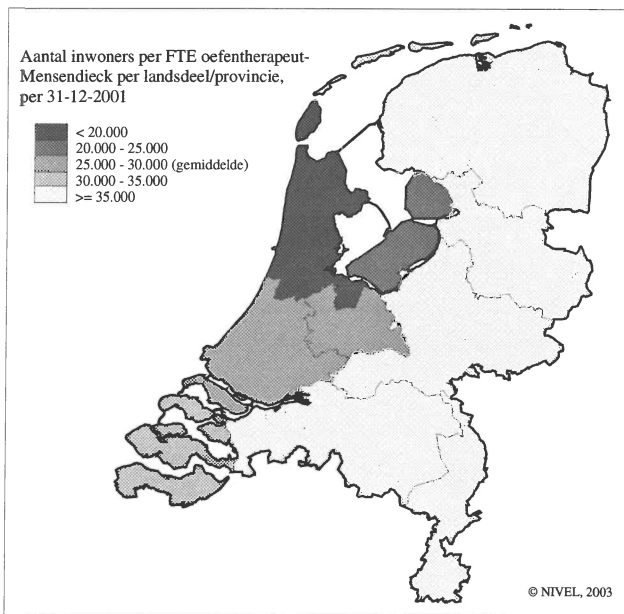 Aantal inwoners per FTE oefentherapeut-
Mensendieck per landsdeel/provincie,
per 31-12-2001
< 20.000
20.000 - 25.000
25.000 - 30.000 (gemiddelde)
30.000 - 35.000
>= 35.000
© NIVEL, 2003